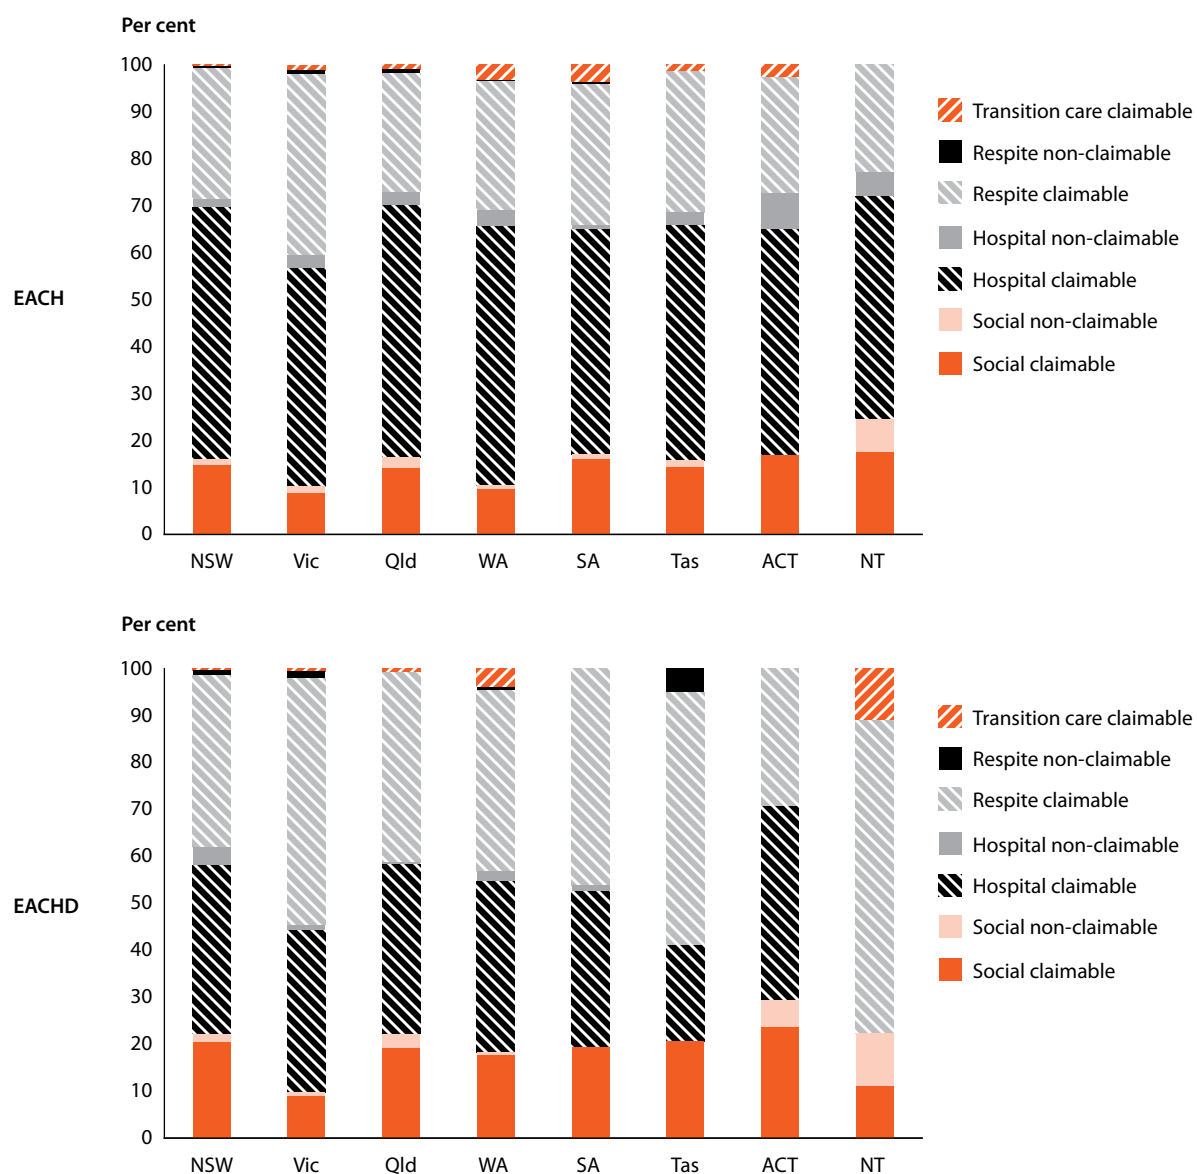 Per cent
100
90
80
70
60
50
40
30
20
10
0
EACH
NSW Vic Qld WA SA Tas ACT NT
Transition care claimable
Respite non-claimable
Respite claimable
Hospital non-claimable
Hospital claimable
Social non-claimable
Social claimable
Per cent
100
90
80
70
60
50
40
30
20
10
0
EACHD
NSW Vic Qld WA SA Tas ACT NT
Transition care claimable
Respite non-claimable
Respite claimable
Hospital non-claimable
Hospital claimable
Social non-claimable
Social claimable